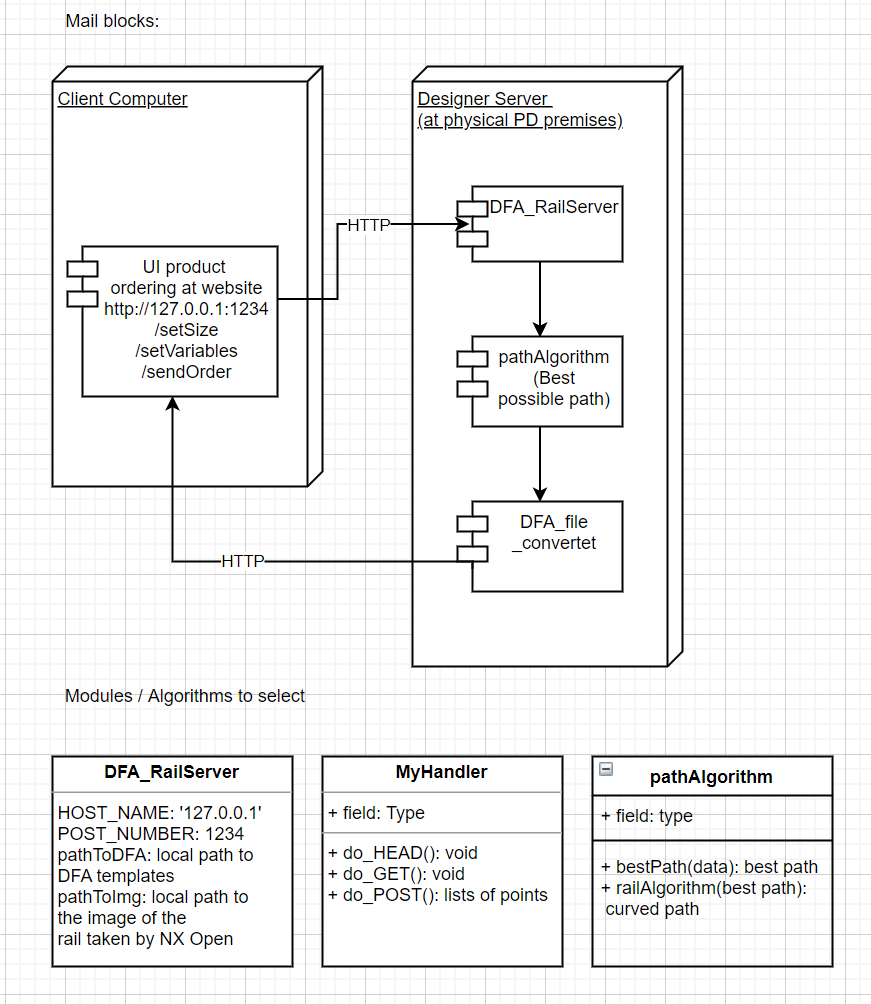 Mail blocks:
Client Computer
Designer Server
(at physical PD premises)
DFA_RailServer
HTTP
UI product
ordering at website
http://127.0.0.1:1234
/setSize
/setVariables
/sendOrder
pathAlgorithm
(Best
possible path)
DFA_file
_convertet
HTTP
Modules / Algorithms to select
DFA_RailServer
HOST_NAME: '127.0.0.1'
POST_NUMBER: 1234
pathToDFA: local path to
DFA templates
pathToImg: local path to
the image of the
rail taken by NX Open
MyHandler
+ field: Type
+ do_HEAD(): void
+ do_GET(): void
+ do_POST(): lists of points
pathAlgorithm
+ field: type
+ bestPath(data): best path
+ railAlgorithm(best path):
curved path